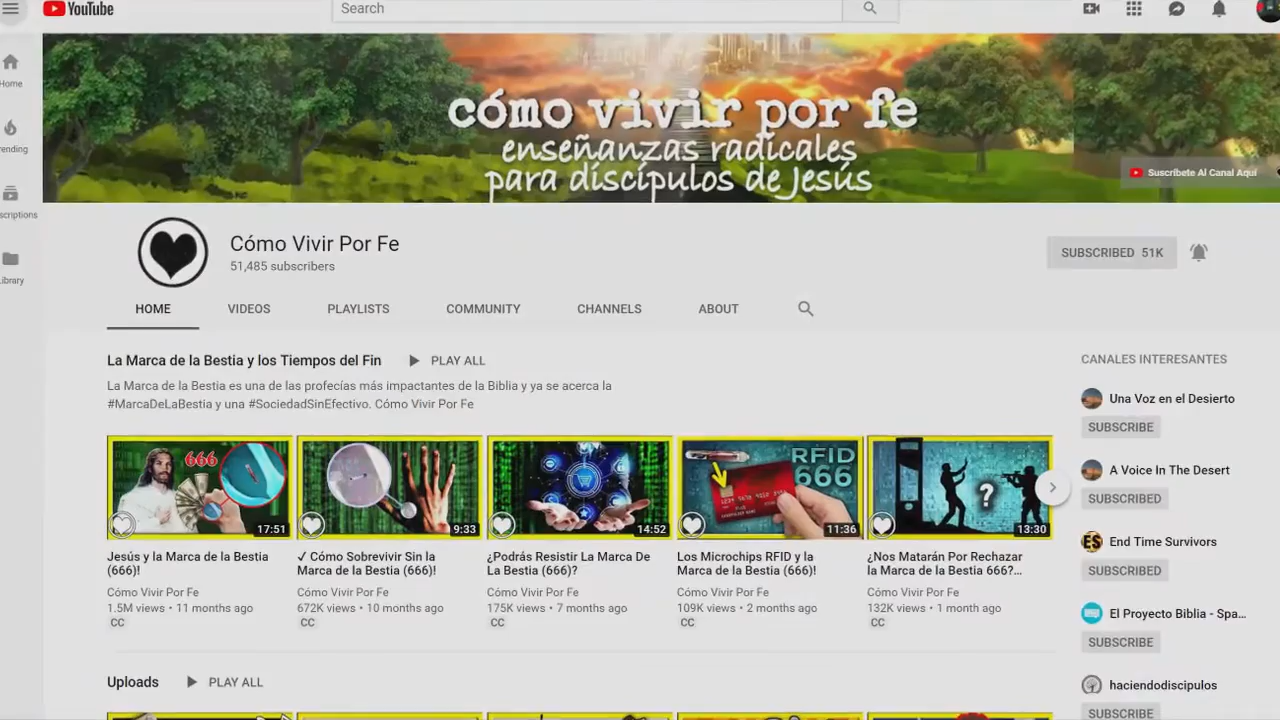 YouTube
Search
Home
cómo vivir por fe
enseñanzas radicales
para discípulos de Jesús
Suscríbete Al Canal Aquí
rending
scriptions
ibrary
Cómo Vivir Por Fe
51,485 subscribers
SUBSCRIBED 51K
HOME VIDEOS PLAYLISTS COMMUNITY CHANNELS ABOUT
La Marca de la Bestia y los Tiempos del Fin PLAY ALL
La Marca de la Bestia es una de las profecías más impactantes de la Biblia y ya se acerca la
#MarcaDeLaBestia y una #SociedadSinEfectivo. Cómo Vivir Por Fe
666
17:51
Jesús y la Marca de la Bestia
(666)!
Cómo Vivir Por Fe
1.5M views • 11 months ago
CC
9:33
✓ Cómo Sobrevivir Sin la
Marca de la Bestia (666)!
Cómo Vivir Por Fe
672K views • 10 months ago
CC
14:52
¿Podrás Resistir La Marca De
La Bestia (666)?
Cómo Vivir Por Fe
175K views • 7 months ago
CC
RFID
666
11:36
Los Microchips RFID y la
Marca de la Bestia (666)!
Cómo Vivir Por Fe
109K views • 2 months ago
CC
?
13:30
¿Nos Matarán Por Rechazar
la Marca de la Bestia 666?...
Cómo Vivir Por Fe
132K views • 1 month ago
CC
Uploads PLAY ALL
CANALES INTERESANTES
Una Voz en el Desierto
SUBSCRIBE
A Voice In The Desert
SUBSCRIBED
ES
End Time Survivors
SUBSCRIBED
El Proyecto Biblia - Spa...
SUBSCRIBE
haciendodiscipulos
SUBSCRIBE